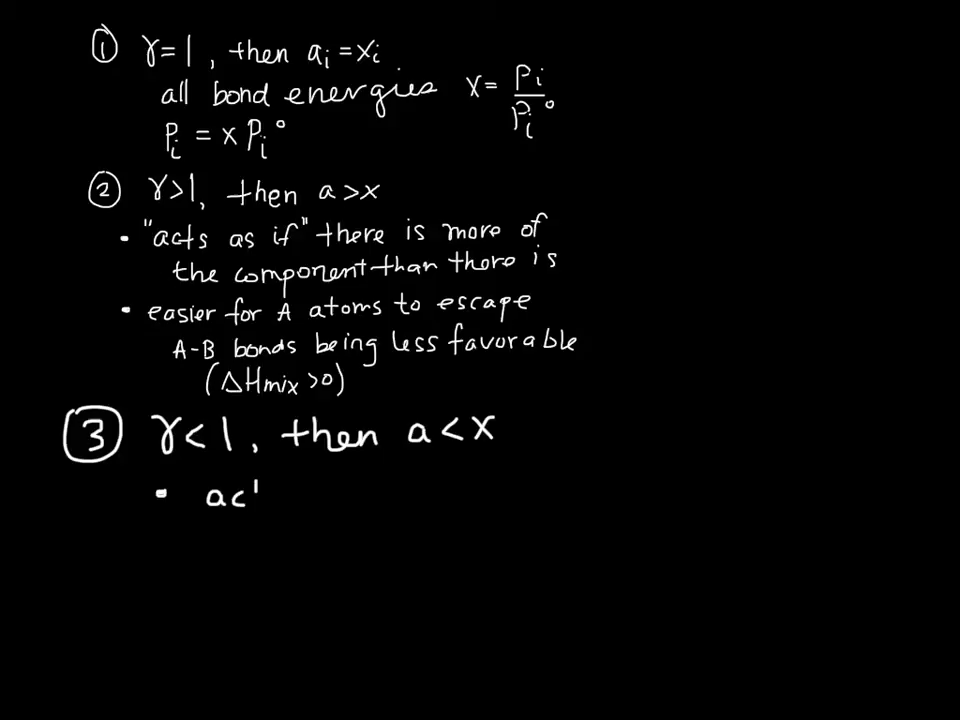 ① γ=1, then aᵢ=xᵢ
all bond energies x= Pᵢ/Pᵢ°
Pᵢ = x Pᵢ°
② γ>1, then a>x
• "acts as if" there is more of
the component than there is
• easier for A atoms to escape
A-B bonds being less favorable
(ΔHmix >0)
③ γ<1, then a<x
• ac